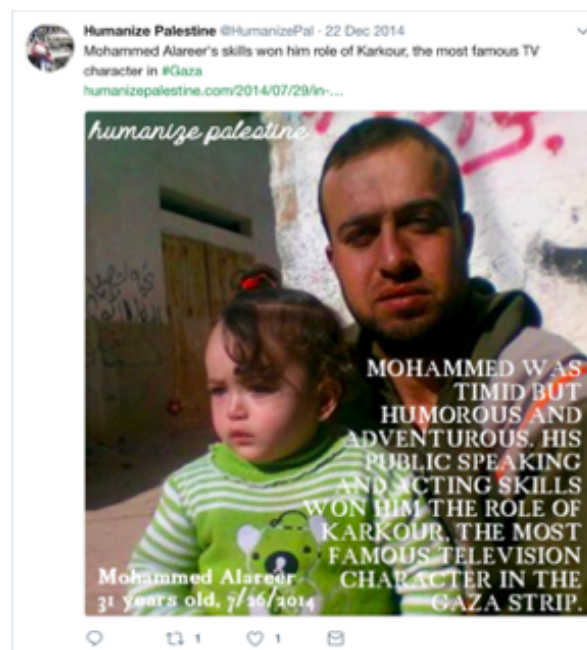 Humanize Palestine @HumanizePal · 22 Dec 2014
Mohammed Alareer's skills won him role of Karkour, the most famous TV
character in #Gaza
humanizepalestine.com/2014/07/29/in-...
humanize palestine
MOHAMMED WAS
TIMID BUT
HUMOROUS AND
ADVENTUROUS. HIS
PUBLIC SPEAKING
AND ACTING SKILLS
WON HIM THE ROLE OF
KARKOUR, THE MOST
FAMOUS TELEVISION
CHARACTER IN THE
GAZA STRIP.
Mohammed Alareer
31 years old, 7/26/2014
1
1